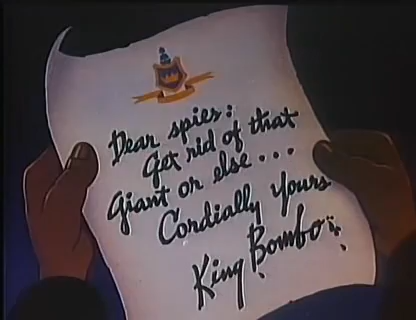 Dear spies:
Get rid of that
Giant or else...
Cordially yours
King Bombo